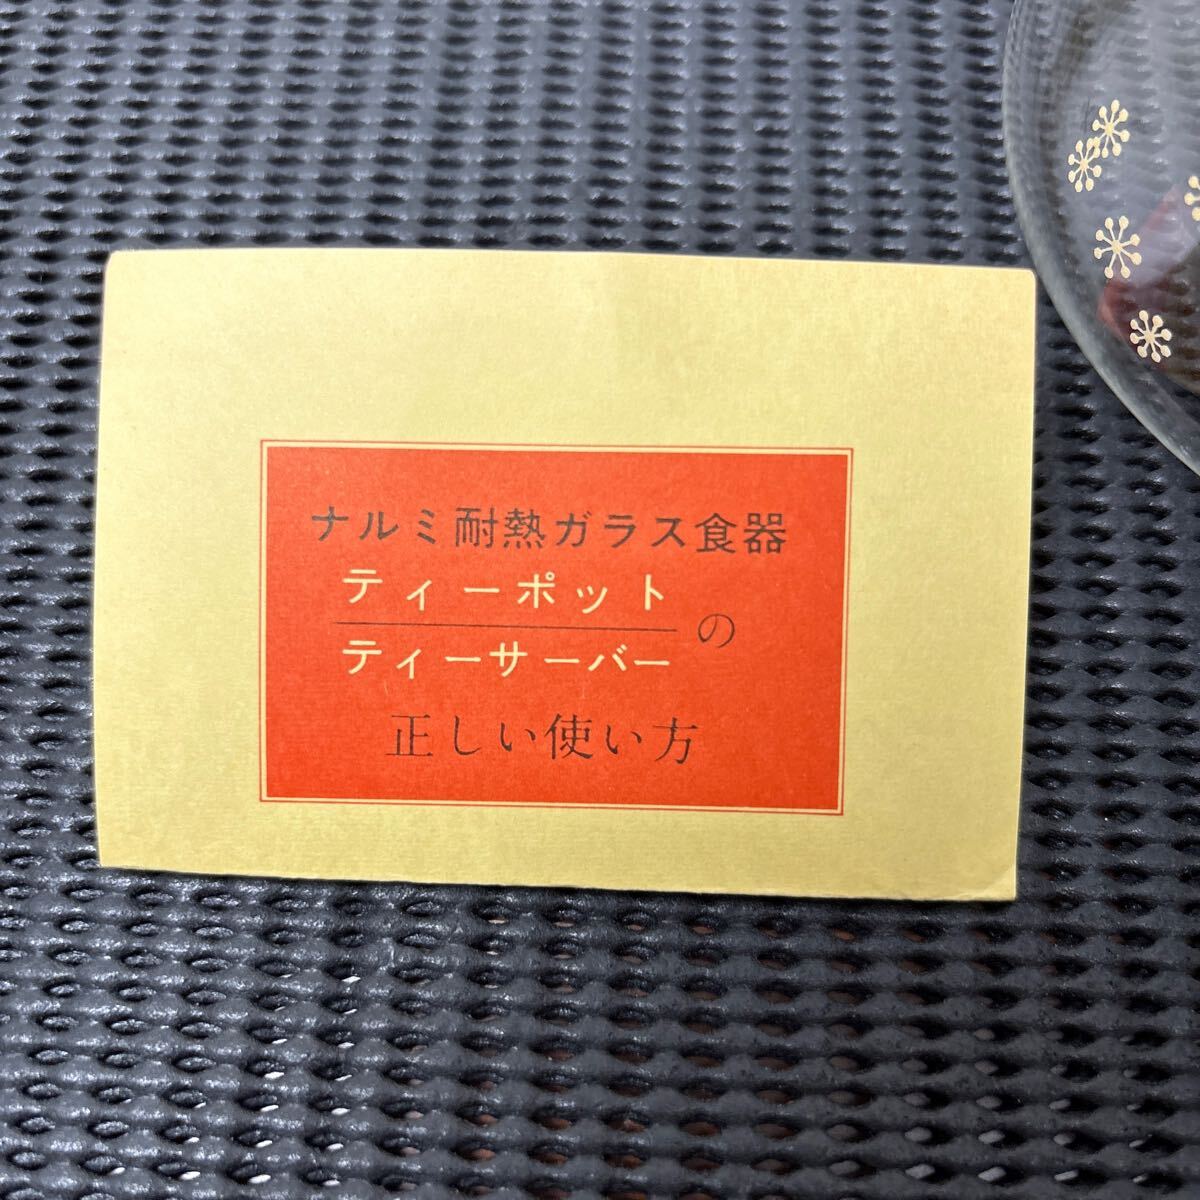 ナルミ耐熱ガラス食器
ティーポット
ティーサーバー
の
正しい使い方